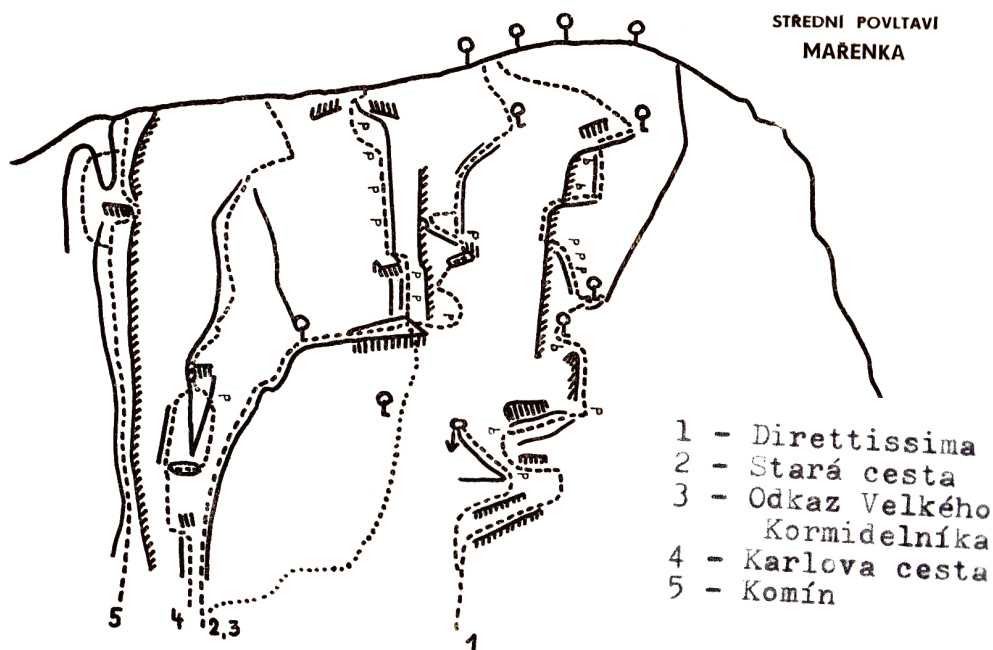 STŘEDNÍ POVLTAVÍ
MAŘENKA
1 - Direttissima
2 - Stará cesta
3 - Odkaz Velkého
Kormidelníka
4 - Karlova cesta
5 - Komín
5
4
2,3
1